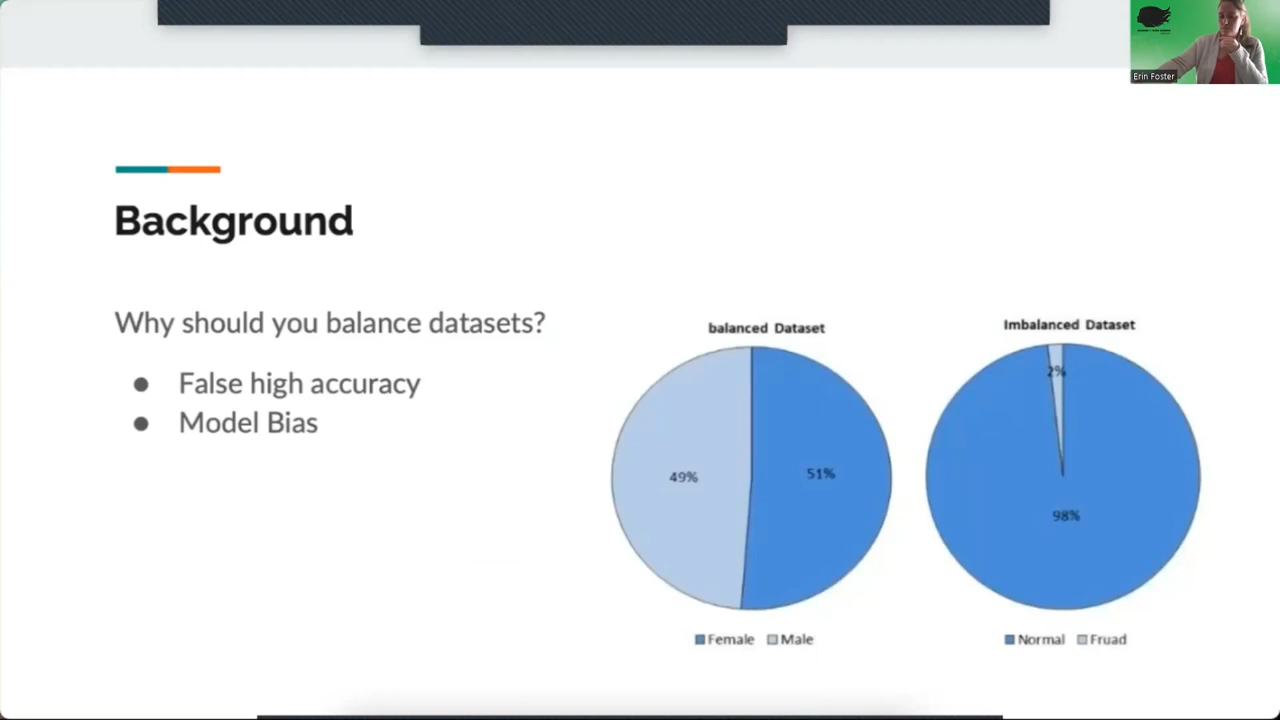 Erin Foster
Background
Why should you balance datasets?
● False high accuracy
● Model Bias
balanced Dataset
49%
51%
Female Male
Imbalanced Dataset
2%
98%
Normal Fruad